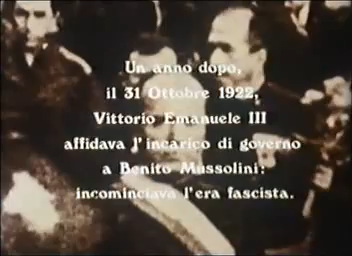 Un anno dopo,
il 31 Ottobre 1922,
Vittorio Emanuele III
affidava l'incarico di governo
a Benito Mussolini:
incominciava l'era fascista.